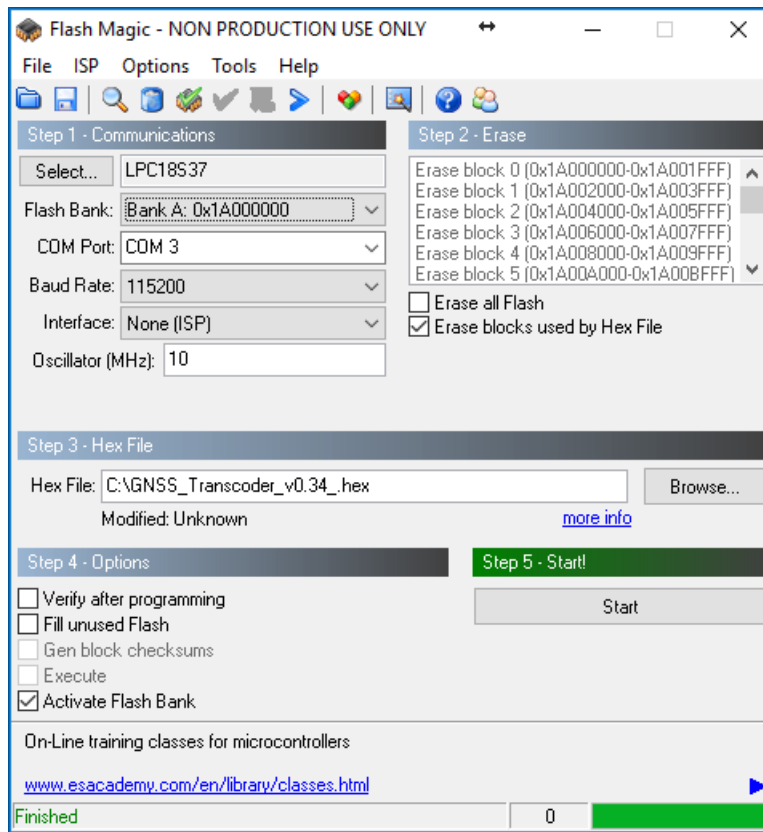 Flash Magic - NON PRODUCTION USE ONLY
File ISP Options Tools Help
Step 1 - Communications
Select... LPC18S37
Flash Bank: Bank A: 0x1A000000
COM Port: COM 3
Baud Rate: 115200
Interface: None (ISP)
Oscillator (MHz): 10
Step 2 - Erase
Erase block 0 (0x1A000000-0x1A001FFF)
Erase block 1 (0x1A002000-0x1A003FFF)
Erase block 2 (0x1A004000-0x1A005FFF)
Erase block 3 (0x1A006000-0x1A007FFF)
Erase block 4 (0x1A008000-0x1A009FFF)
Erase block 5 (0x1A00A000-0x1A00BFFF)
Erase all Flash
Erase blocks used by Hex File
Step 3 - Hex File
Hex File: C:\GNSS_Transcoder_v0.34_.hex Browse...
Modified: Unknown more info
Step 4 - Options
Verify after programming
Fill unused Flash
Gen block checksums
Execute
Activate Flash Bank
Step 5 - Start!
Start
On-Line training classes for microcontrollers
www.esacademy.com/en/library/classes.html
Finished 0